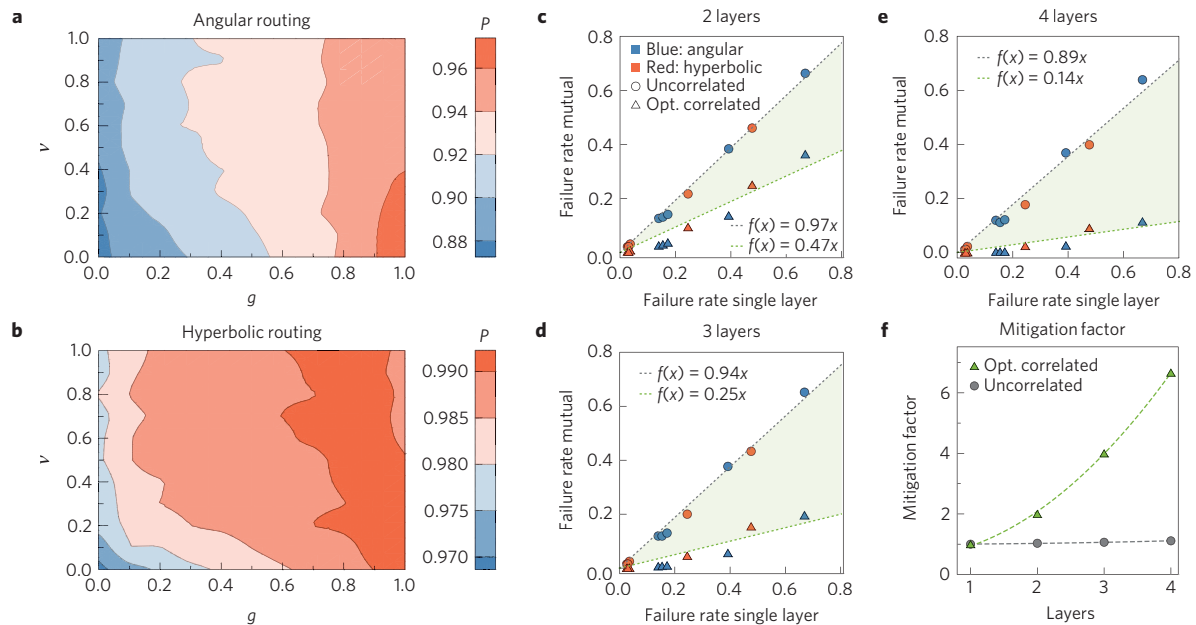 a
Angular routing
P
1.0
0.8
0.6
0.4
0.2
0.0
ν
0.0 0.2 0.4 0.6 0.8 1.0
g
0.96
0.94
0.92
0.90
0.88
b
Hyperbolic routing
P
1.0
0.8
0.6
0.4
0.2
0.0
ν
0.0 0.2 0.4 0.6 0.8 1.0
g
0.990
0.985
0.980
0.975
0.970
c
2 layers
Blue: angular
Red: hyperbolic
Uncorrelated
Opt. correlated
f(x) = 0.97x
f(x) = 0.47x
Failure rate mutual
0.8
0.6
0.4
0.2
0.0
0.0 0.2 0.4 0.6 0.8
Failure rate single layer
d
3 layers
f(x) = 0.94x
f(x) = 0.25x
Failure rate mutual
0.8
0.6
0.4
0.2
0.0
0.0 0.2 0.4 0.6 0.8
Failure rate single layer
e
4 layers
f(x) = 0.89x
f(x) = 0.14x
Failure rate mutual
0.8
0.6
0.4
0.2
0.0
0.0 0.2 0.4 0.6 0.8
Failure rate single layer
f
Mitigation factor
Opt. correlated
Uncorrelated
Mitigation factor
6
4
2
0
1 2 3 4
Layers